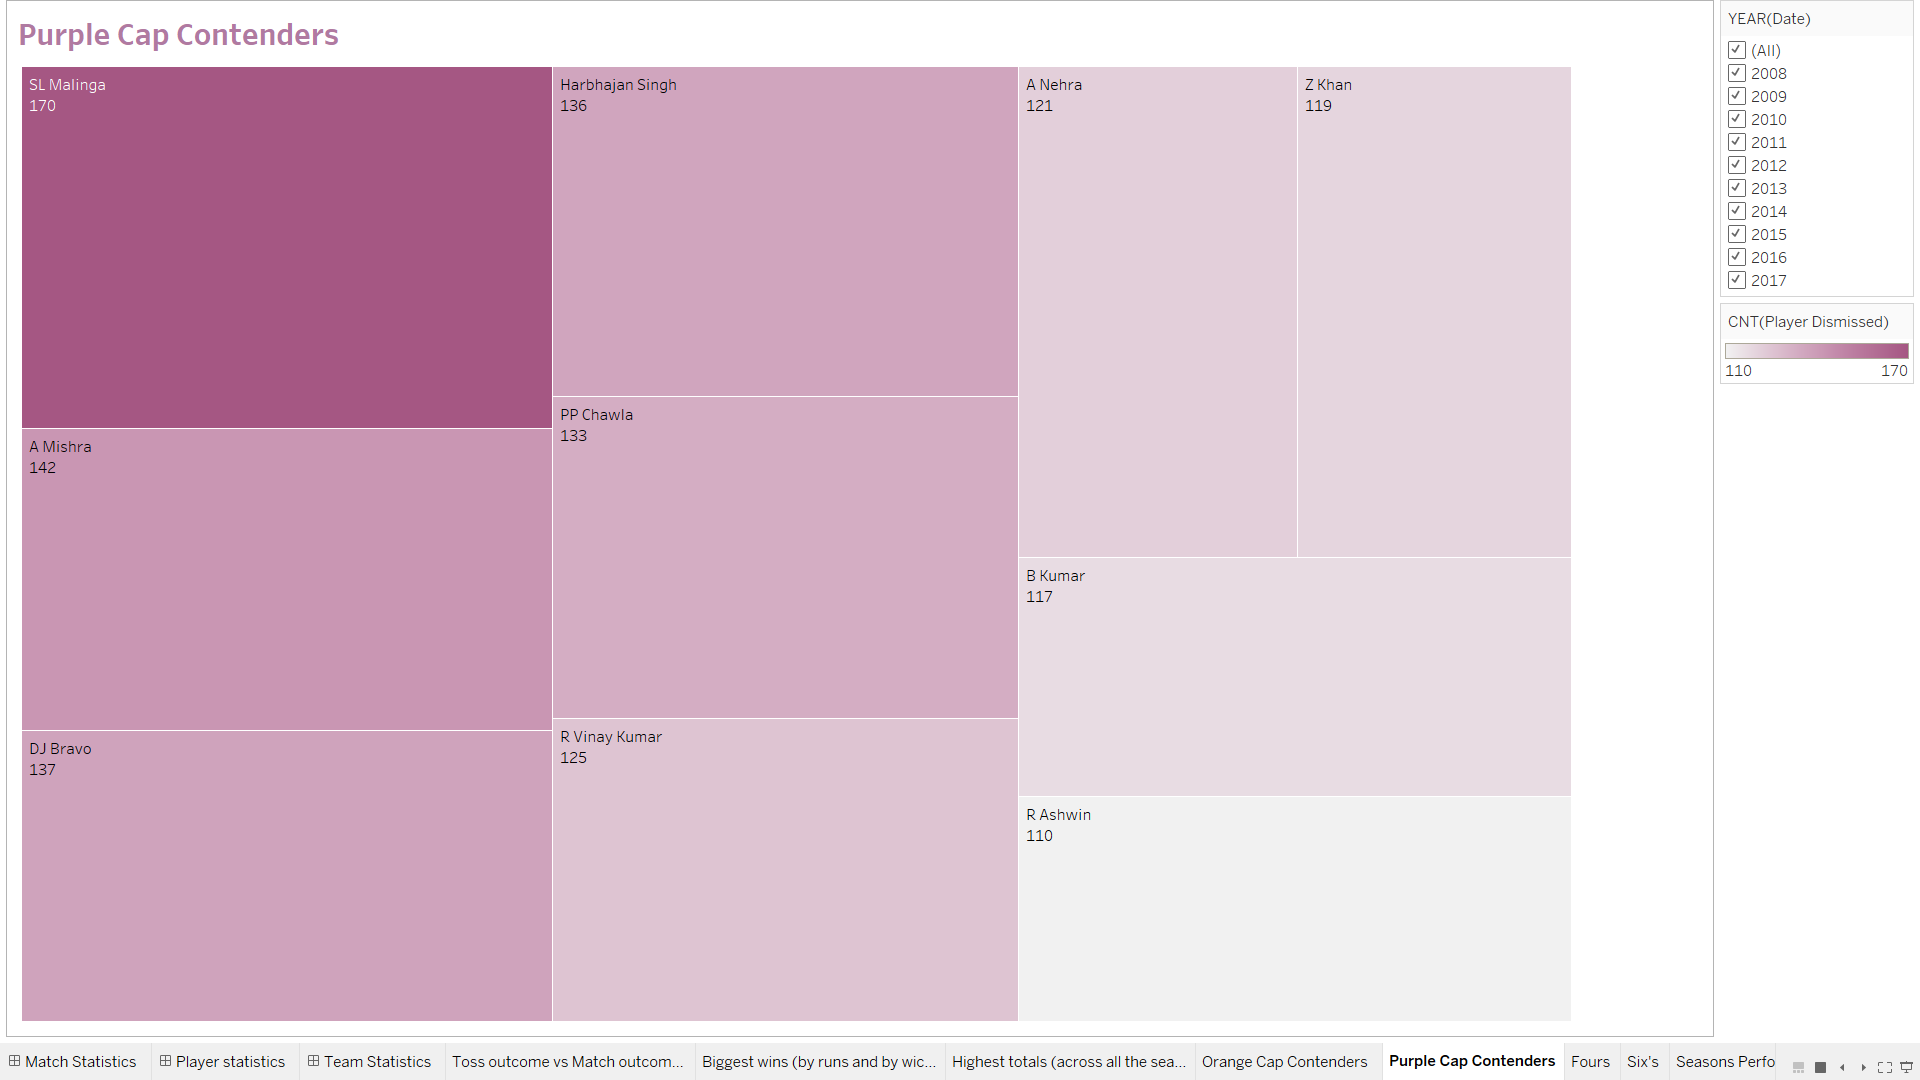 Purple Cap Contenders
SL Malinga
170
A Mishra
142
DJ Bravo
137
Harbhajan Singh
136
PP Chawla
133
R Vinay Kumar
125
A Nehra
121
Z Khan
119
B Kumar
117
R Ashwin
110
YEAR(Date)
(All)
2008
2009
2010
2011
2012
2013
2014
2015
2016
2017
CNT(Player Dismissed)
110 170
Match Statistics Player statistics Team Statistics Toss outcome vs Match outcom... Biggest wins (by runs and by wic... Highest totals (across all the sea... Orange Cap Contenders Purple Cap Contenders Fours Six's Seasons Perfo